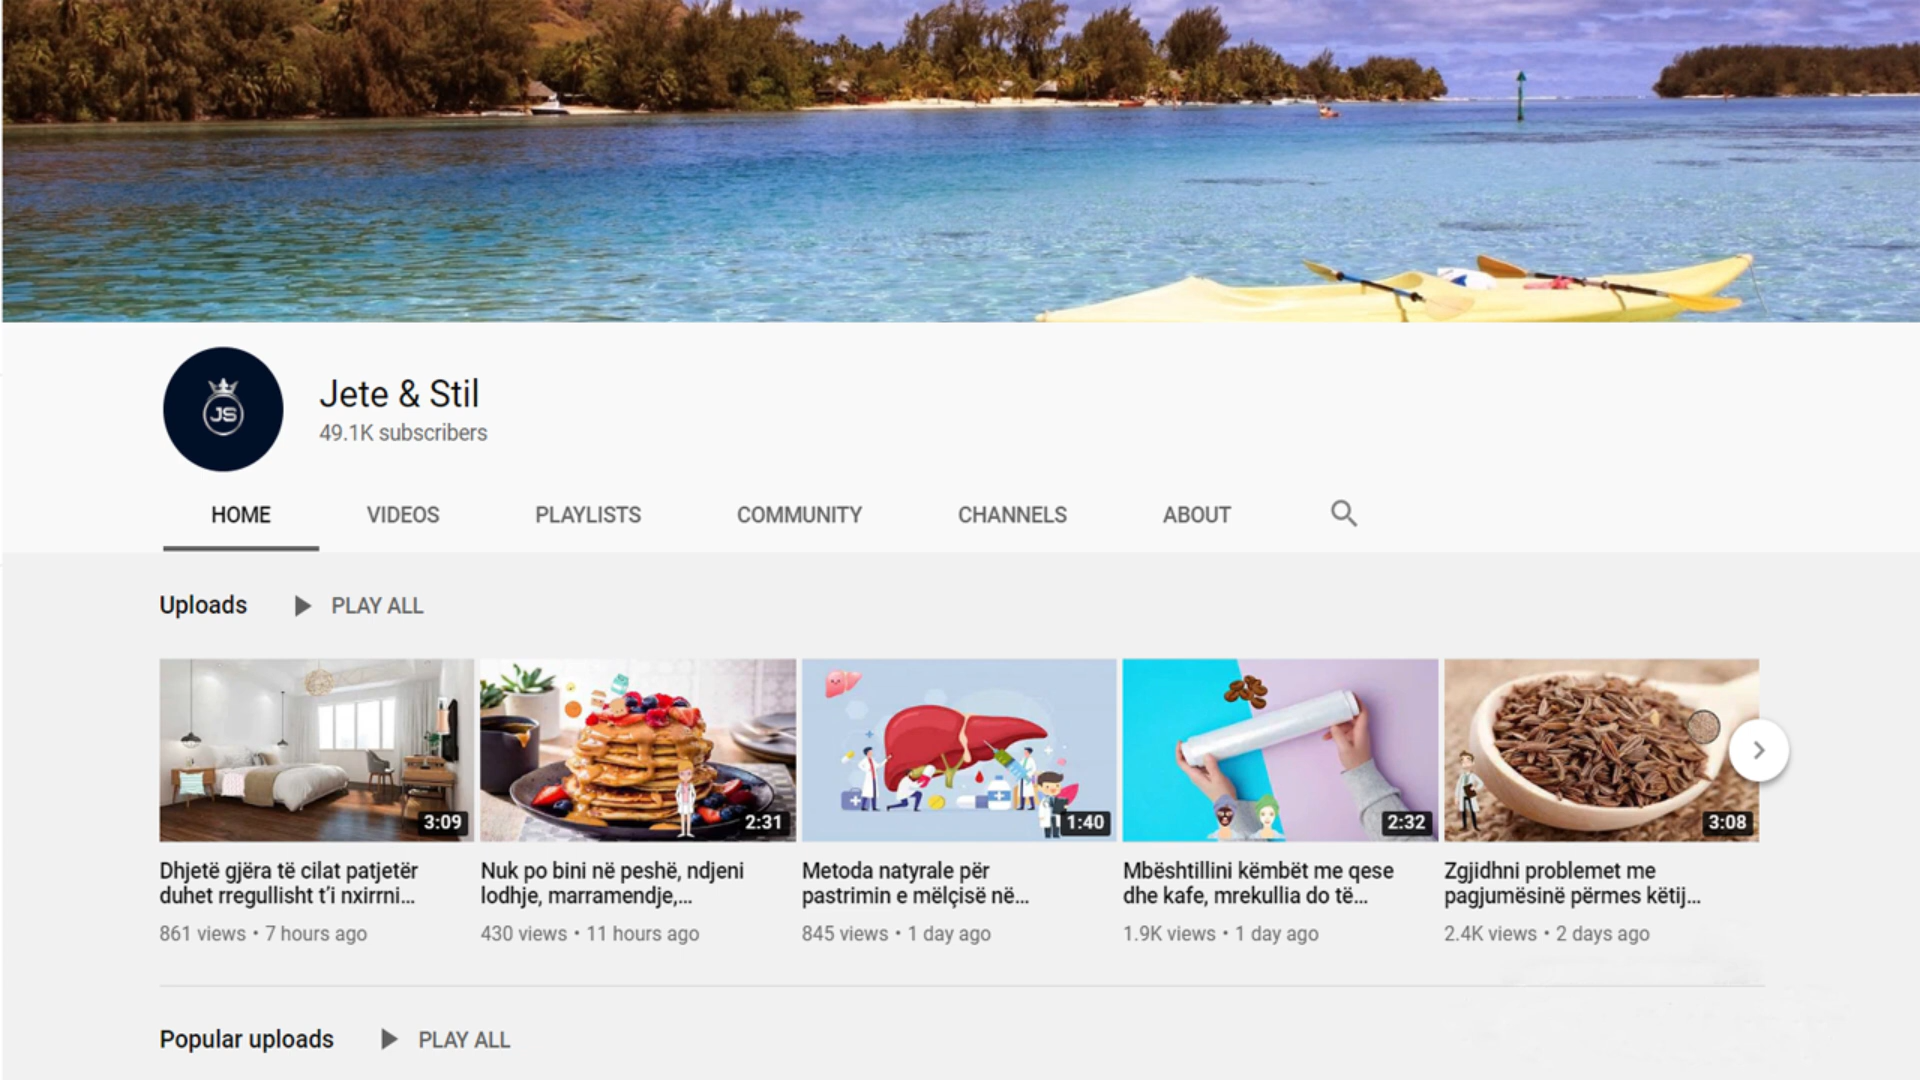 JS
Jete & Stil
49.1K subscribers
HOME VIDEOS PLAYLISTS COMMUNITY CHANNELS ABOUT
Uploads PLAY ALL
3:09 2:31 1:40 2:32 3:08
Dhjetë gjëra të cilat patjetër
duhet rregullisht t’i nxirrni...
861 views • 7 hours ago
Nuk po bini në peshë, ndjeni
lodhje, marramendje,...
430 views • 11 hours ago
Metoda natyrale për
pastrimin e mëlçisë në...
845 views • 1 day ago
Mbështillini këmbët me qese
dhe kafe, mrekullia do të...
1.9K views • 1 day ago
Zgjidhni problemet me
pagjumësinë përmes këtij...
2.4K views • 2 days ago
Popular uploads PLAY ALL